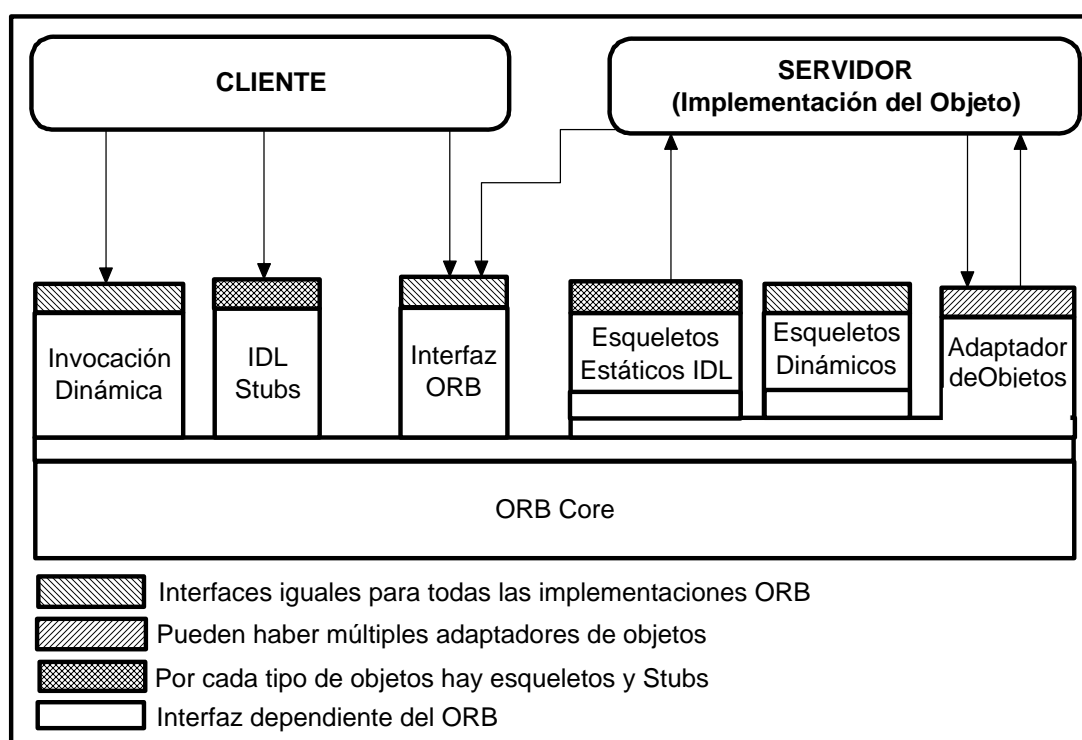 CLIENTE
SERVIDOR
(Implementación del Objeto)
Invocación
Dinámica
IDL
Stubs
Interfaz
ORB
Esqueletos
Estáticos IDL
Esqueletos
Dinámicos
Adaptador
deObjetos
ORB Core
Interfaces iguales para todas las implementaciones ORB
Pueden haber múltiples adaptadores de objetos
Por cada tipo de objetos hay esqueletos y Stubs
Interfaz dependiente del ORB